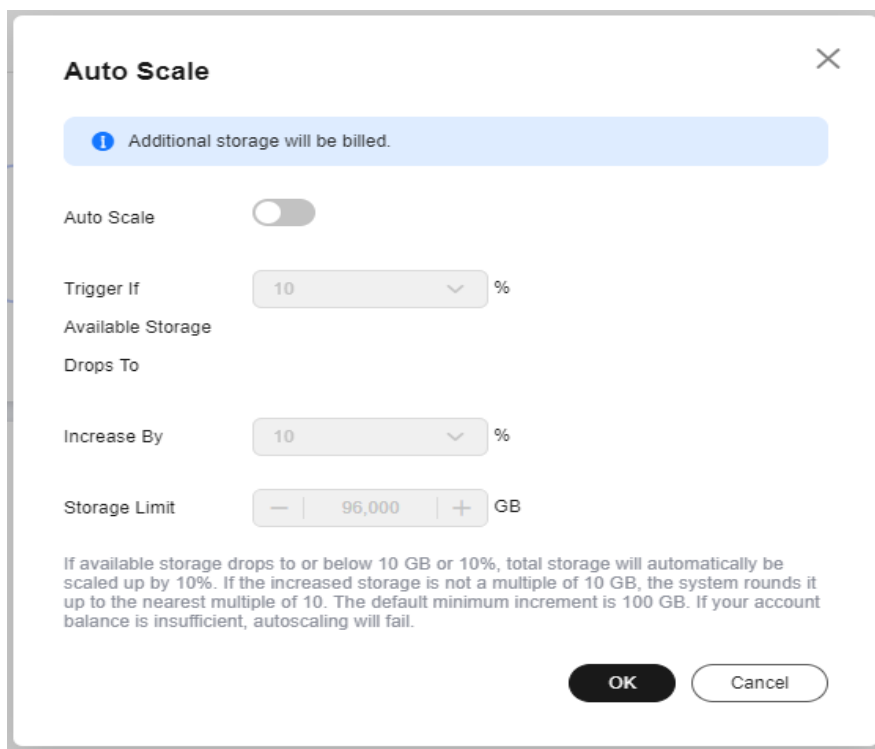 Auto Scale
Additional storage will be billed.
Auto Scale
Trigger If
Available Storage
Drops To
10 %
Increase By 10 %
Storage Limit 96,000 GB
If available storage drops to or below 10 GB or 10%, total storage will automatically be
scaled up by 10%. If the increased storage is not a multiple of 10 GB, the system rounds it
up to the nearest multiple of 10. The default minimum increment is 100 GB. If your account
balance is insufficient, autoscaling will fail.
OK Cancel